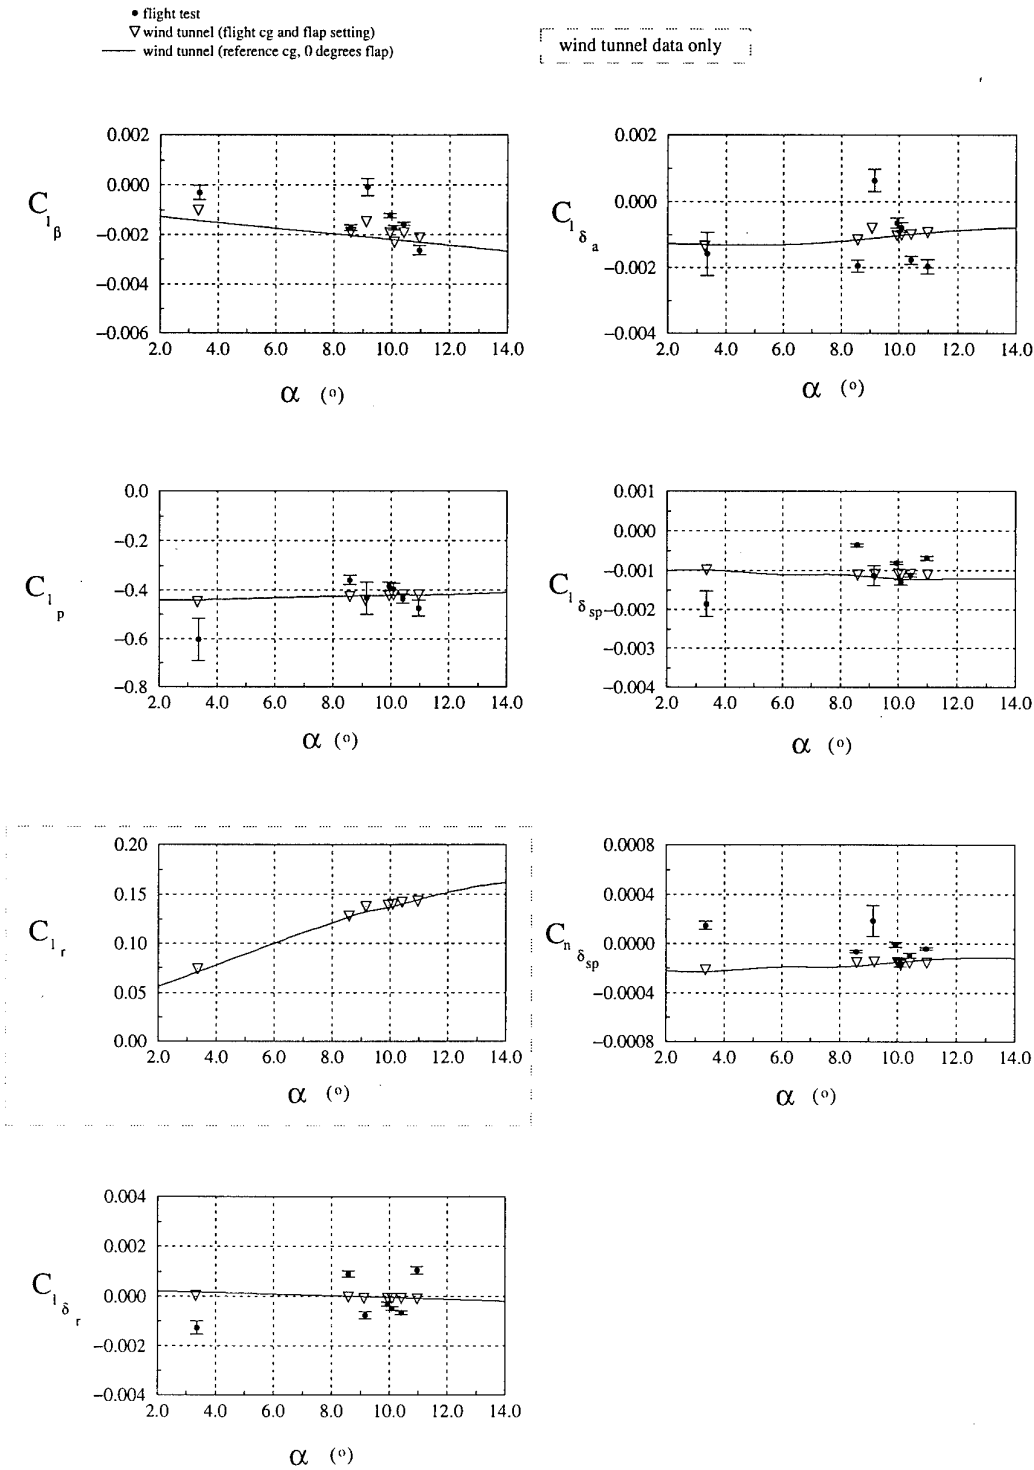 ● flight test
▽ wind tunnel (flight cg and flap setting)
— wind tunnel (reference cg, 0 degrees flap)
wind tunnel data only
0.002
0.000
−0.002
−0.004
−0.006
C l β
2.0 4.0 6.0 8.0 10.0 12.0 14.0
α (o)
0.002
0.000
−0.002
−0.004
C l δ a
2.0 4.0 6.0 8.0 10.0 12.0 14.0
α (o)
0.0
−0.2
−0.4
−0.6
−0.8
C l p
2.0 4.0 6.0 8.0 10.0 12.0 14.0
α (o)
0.001
0.000
−0.001
−0.002
−0.003
−0.004
C l δ sp
2.0 4.0 6.0 8.0 10.0 12.0 14.0
α (o)
0.20
0.15
0.10
0.05
0.00
C l r
2.0 4.0 6.0 8.0 10.0 12.0 14.0
α (o)
0.0008
0.0004
0.0000
−0.0004
−0.0008
C n δ sp
2.0 4.0 6.0 8.0 10.0 12.0 14.0
α (o)
0.004
0.002
0.000
−0.002
−0.004
C l δ r
2.0 4.0 6.0 8.0 10.0 12.0 14.0
α (o)